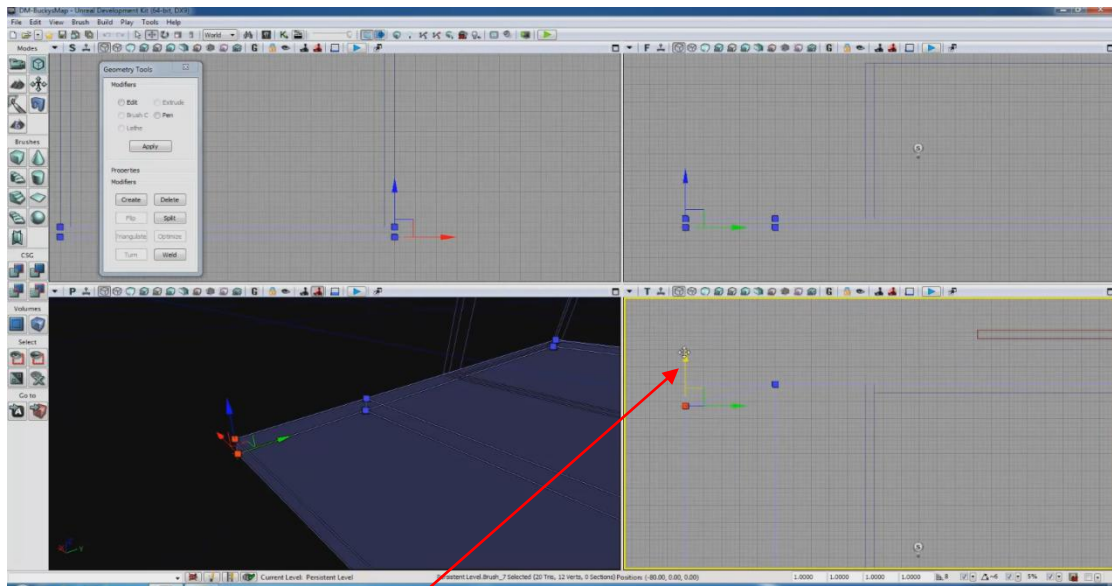 DM-BuckysMap - Unreal Development Kit (64-bit, DX9)
File Edit View Brush Build Play Tools Help
World
Modes
S
F
Geometry Tools
Modifiers
Edit Extrude
Brush C Pen
Lathe
Apply
Properties
Modifiers
Create Delete
Flip Split
Triangulate Optimize
Turn Weld
Brushes
CSG
P
T
Volumes
Select
Go to
Current Level: Persistent Level
Persistent Level.Brush_7 Selected (20 Tris, 12 Verts, 0 Sections)
Position: (-80.00, 0.00, 0.00)
1.0000 1.0000 1.0000 1.0000
8
5%